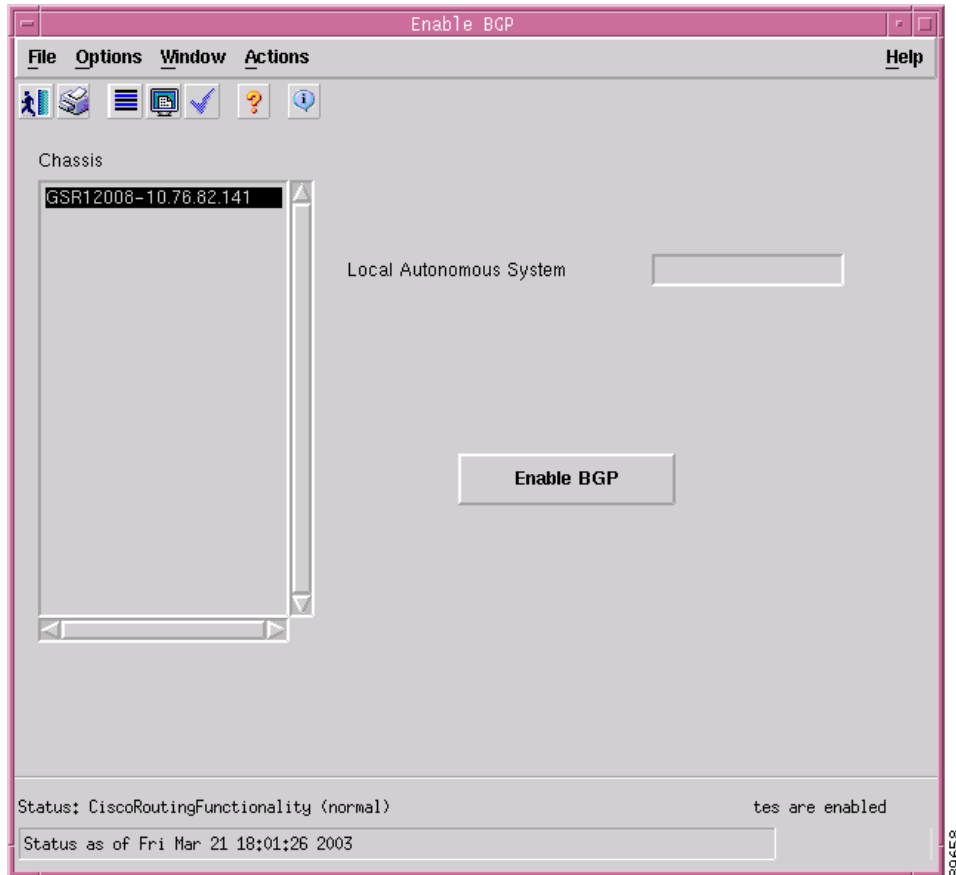 Enable BGP
File Options Window Actions Help
Chassis
GSR12008-10.76.82.141
Local Autonomous System
Enable BGP
Status: CiscoRoutingFunctionality (normal) tes are enabled
Status as of Fri Mar 21 18:01:26 2003